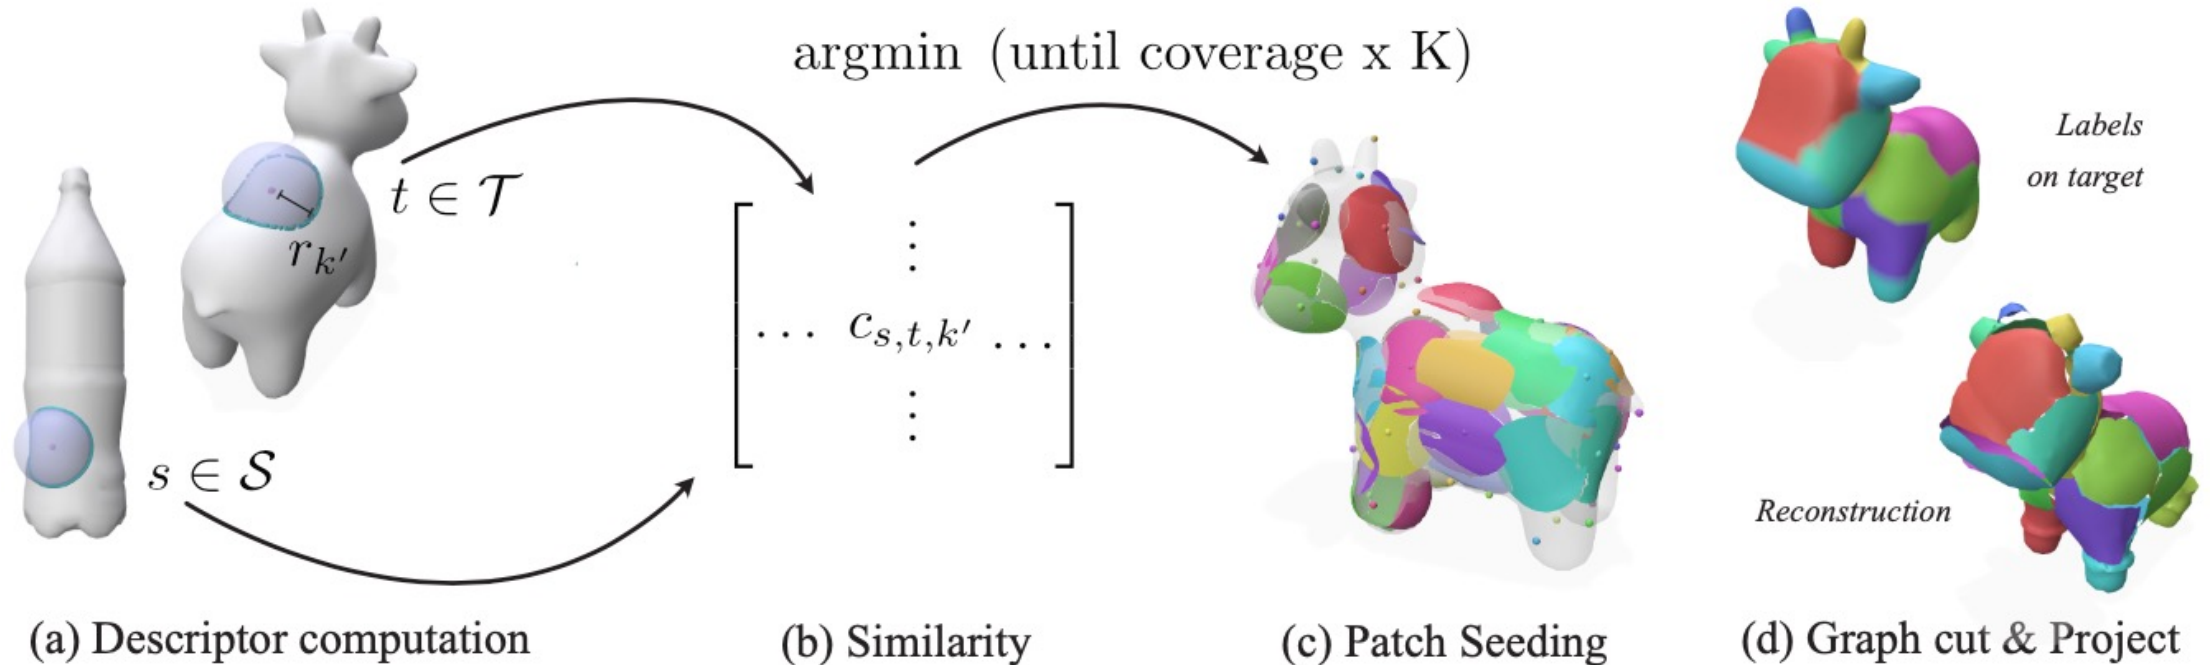 argmin (until coverage x K)
t ∈ 𝒯
r_{k'}
s ∈ 𝒮
⋮
... c_{s,t,k'} ...
⋮
Labels
on target
Reconstruction
(a) Descriptor computation
(b) Similarity
(c) Patch Seeding
(d) Graph cut & Project